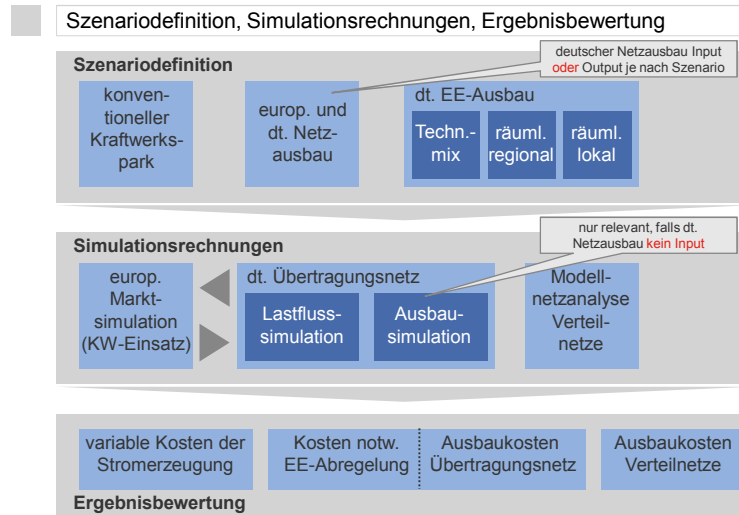 Szenariodefinition, Simulationsrechnungen, Ergebnisbewertung
deutscher Netzausbau Input
oder Output je nach Szenario
Szenariodefinition
konven-
tioneller
Kraftwerks-
park
europ. und
dt. Netz-
ausbau
dt. EE-Ausbau
Techn.-
mix
räuml.
regional
räuml.
lokal
nur relevant, falls dt.
Netzausbau kein Input
Simulationsrechnungen
europ.
Markt-
simulation
(KW-Einsatz)
dt. Übertragungsnetz
Lastfluss-
simulation
Ausbau-
simulation
Modell-
netzanalyse
Verteil-
netze
variable Kosten der
Stromerzeugung
Kosten notw.
EE-Abregelung
Ausbaukosten
Übertragungsnetz
Ausbaukosten
Verteilnetze
Ergebnisbewertung